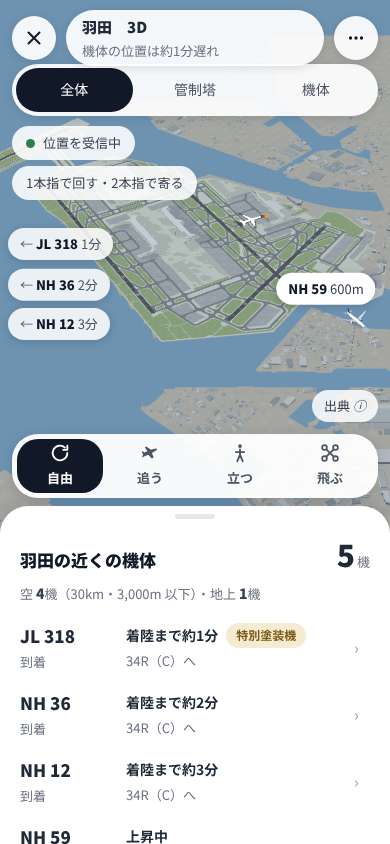 羽田　3D
機体の位置は約1分遅れ
全体
管制塔
機体
位置を受信中
1本指で回す・2本指で寄る
← JL 318 1分
← NH 36 2分
NH 59 600m
← NH 12 3分
出典 ⓘ
自由
追う
立つ
飛ぶ
羽田の近くの機体
5機
空 4機（30km・3,000m 以下）・地上 1機
JL 318 着陸まで約1分 特別塗装機
到着 34R（C）へ ›
NH 36 着陸まで約2分
到着 34R（C）へ ›
NH 12 着陸まで約3分
到着 34R（C）へ ›
NH 59 上昇中